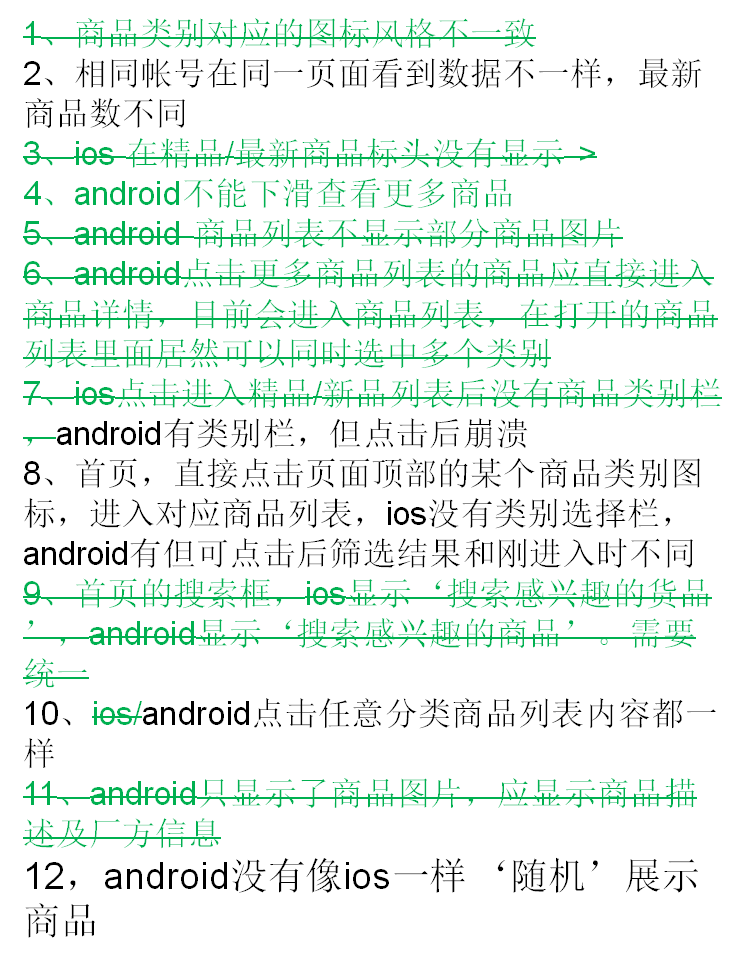 1、商品类别对应的图标风格不一致
2、相同帐号在同一页面看到数据不一样，最新
商品数不同
3、ios 在精品/最新商品标头没有显示 >
4、android不能下滑查看更多商品
5、android 商品列表不显示部分商品图片
6、android点击更多商品列表的商品应直接进入
商品详情，目前会进入商品列表，在打开的商品
列表里面居然可以同时选中多个类别
7、ios点击进入精品/新品列表后没有商品类别栏
，android有类别栏，但点击后崩溃
8、首页，直接点击页面顶部的某个商品类别图
标，进入对应商品列表，ios没有类别选择栏，
android有但可点击后筛选结果和刚进入时不同
9、首页的搜索框，ios显示‘搜索感兴趣的货品
’，android显示‘搜索感兴趣的商品’。需要
统一
10、ios/android点击任意分类商品列表内容都一
样
11、android只显示了商品图片，应显示商品描
述及厂方信息
12，android没有像ios一样‘随机’展示
商品